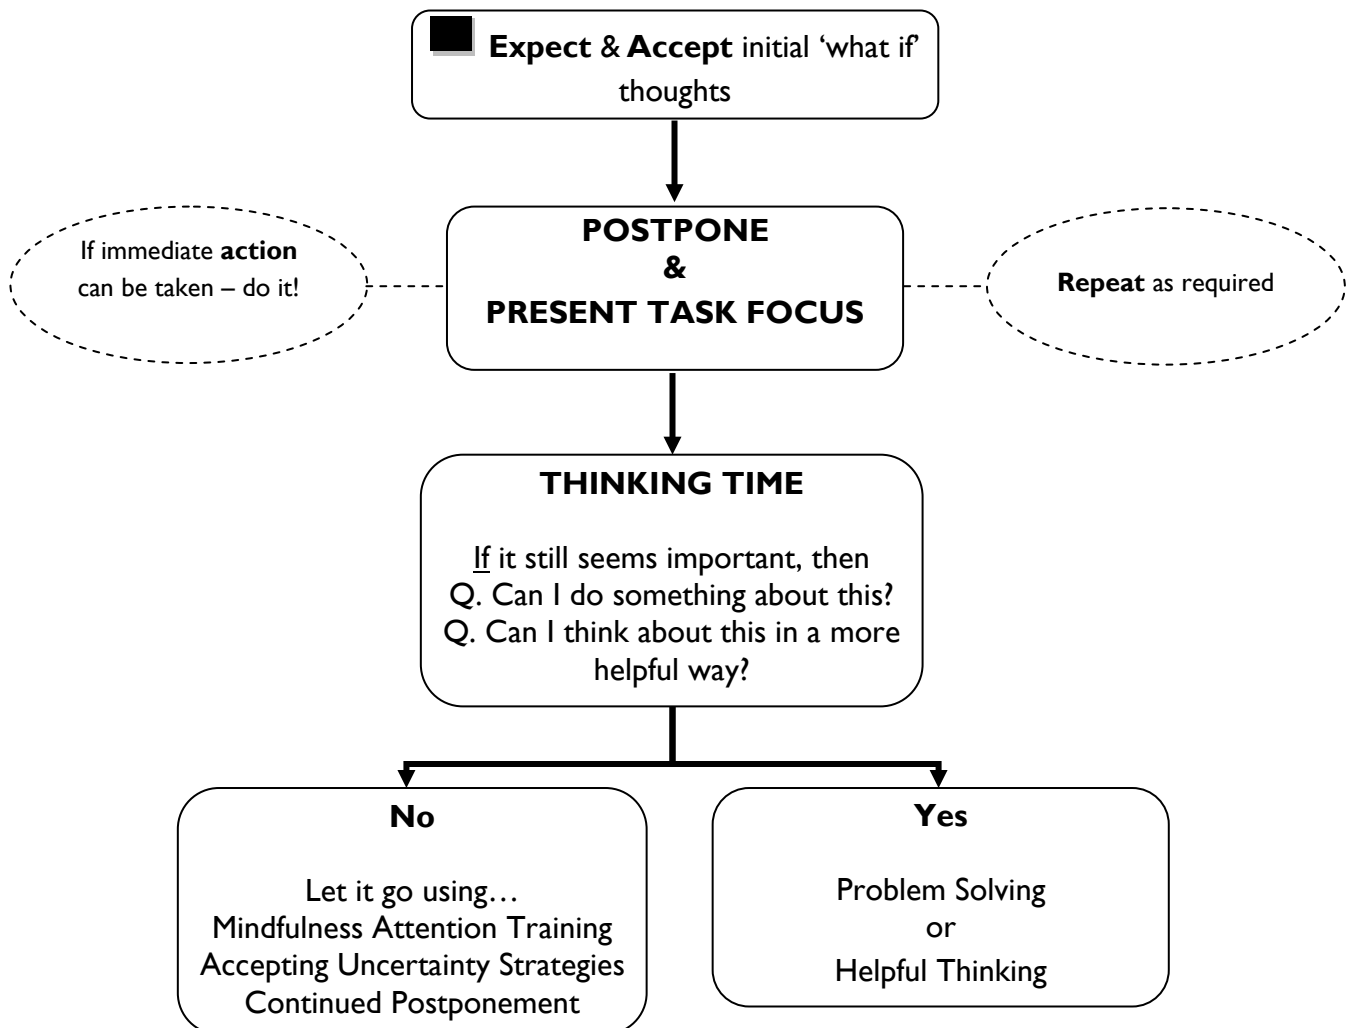 Expect & Accept initial ‘what if’
thoughts
POSTPONE
&
PRESENT TASK FOCUS
If immediate action
can be taken – do it!
Repeat as required
THINKING TIME
If it still seems important, then
Q. Can I do something about this?
Q. Can I think about this in a more
helpful way?
No
Let it go using…
Mindfulness Attention Training
Accepting Uncertainty Strategies
Continued Postponement
Yes
Problem Solving
or
Helpful Thinking